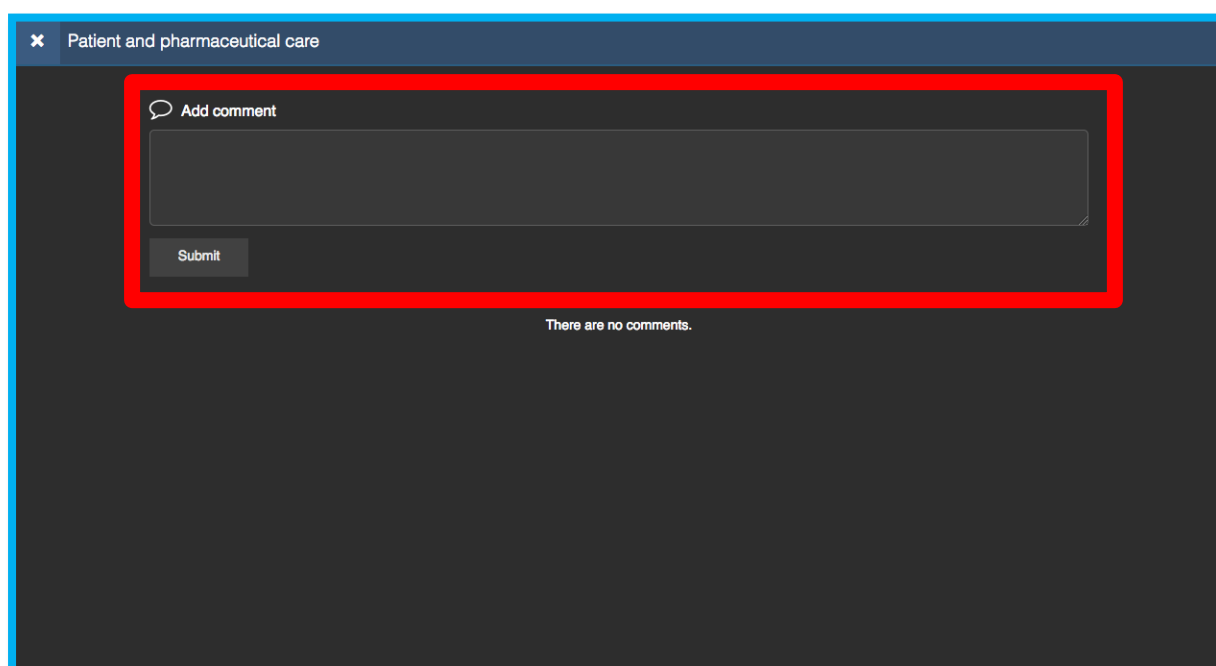 Patient and pharmaceutical care
Add comment
Submit
There are no comments.